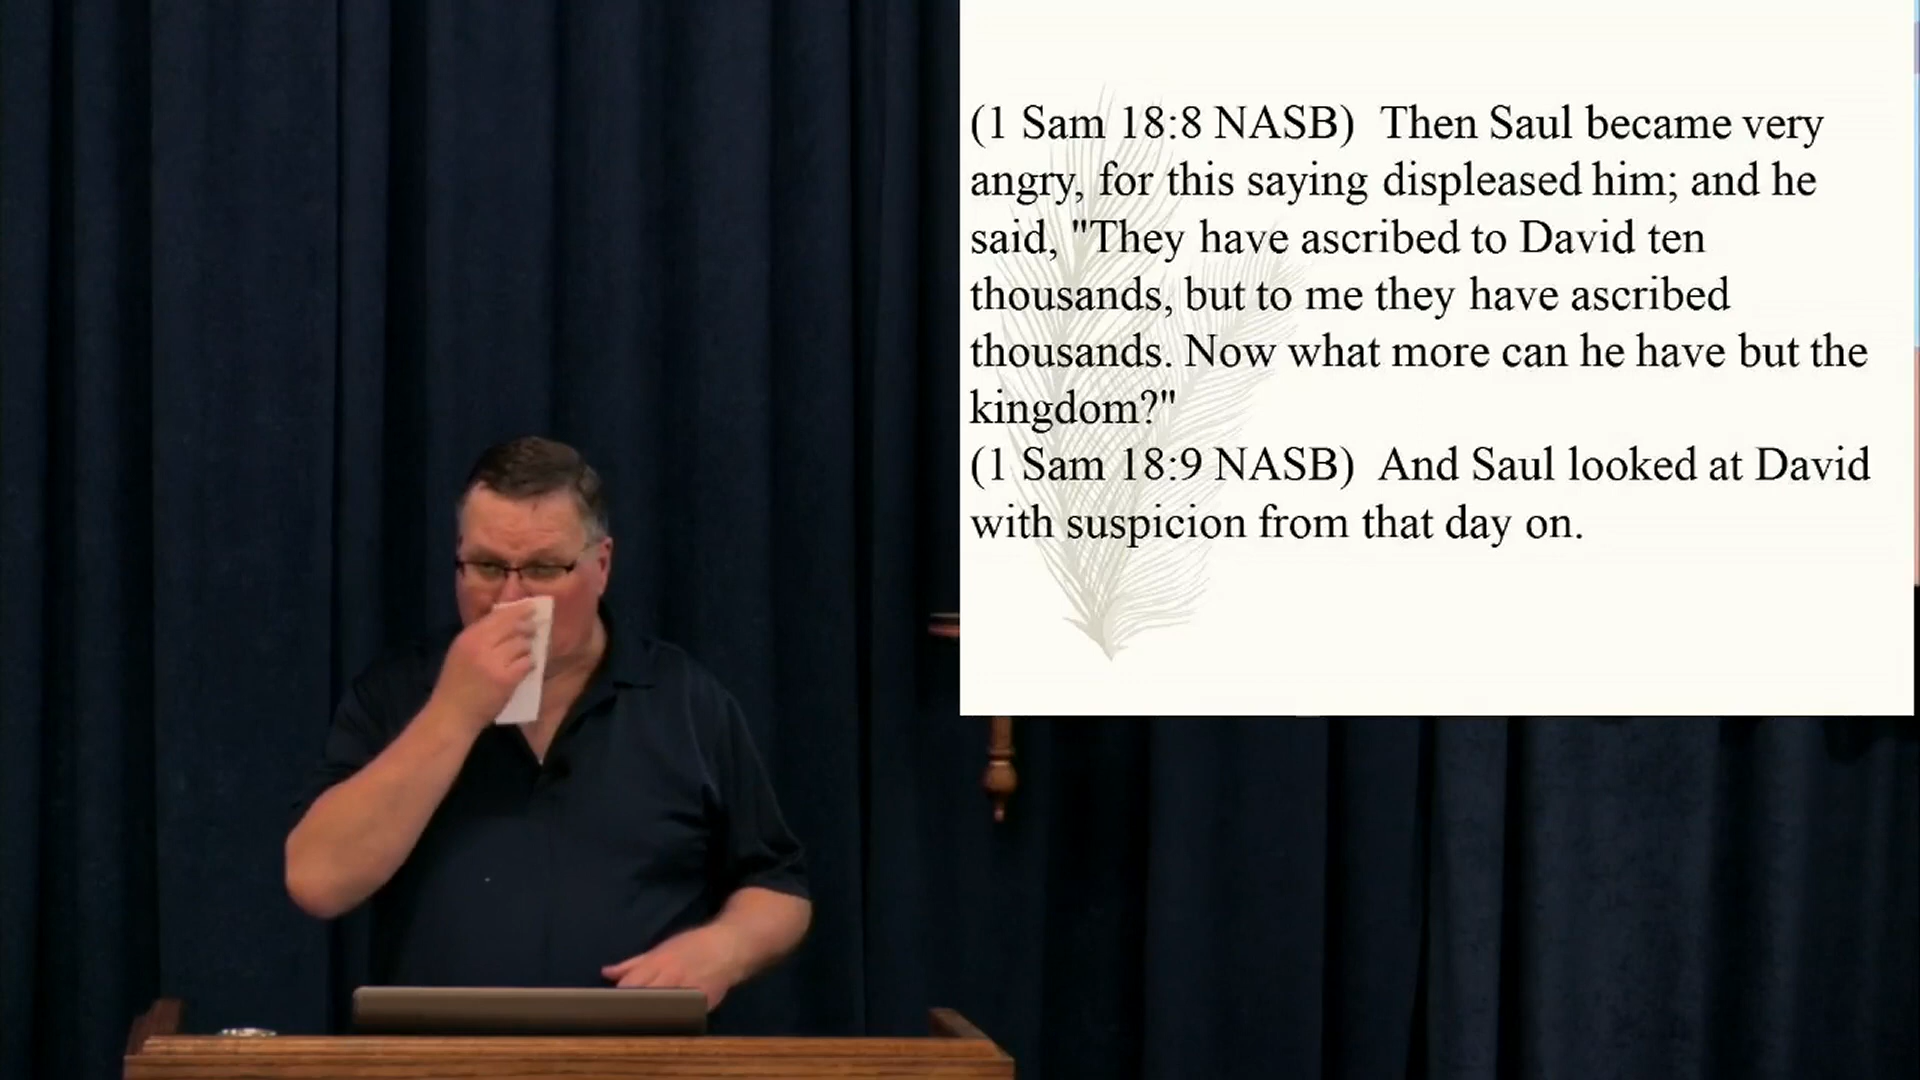 (1 Sam 18:8 NASB)  Then Saul became very
angry, for this saying displeased him; and he
said, "They have ascribed to David ten
thousands, but to me they have ascribed
thousands. Now what more can he have but the
kingdom?"
(1 Sam 18:9 NASB)  And Saul looked at David
with suspicion from that day on.